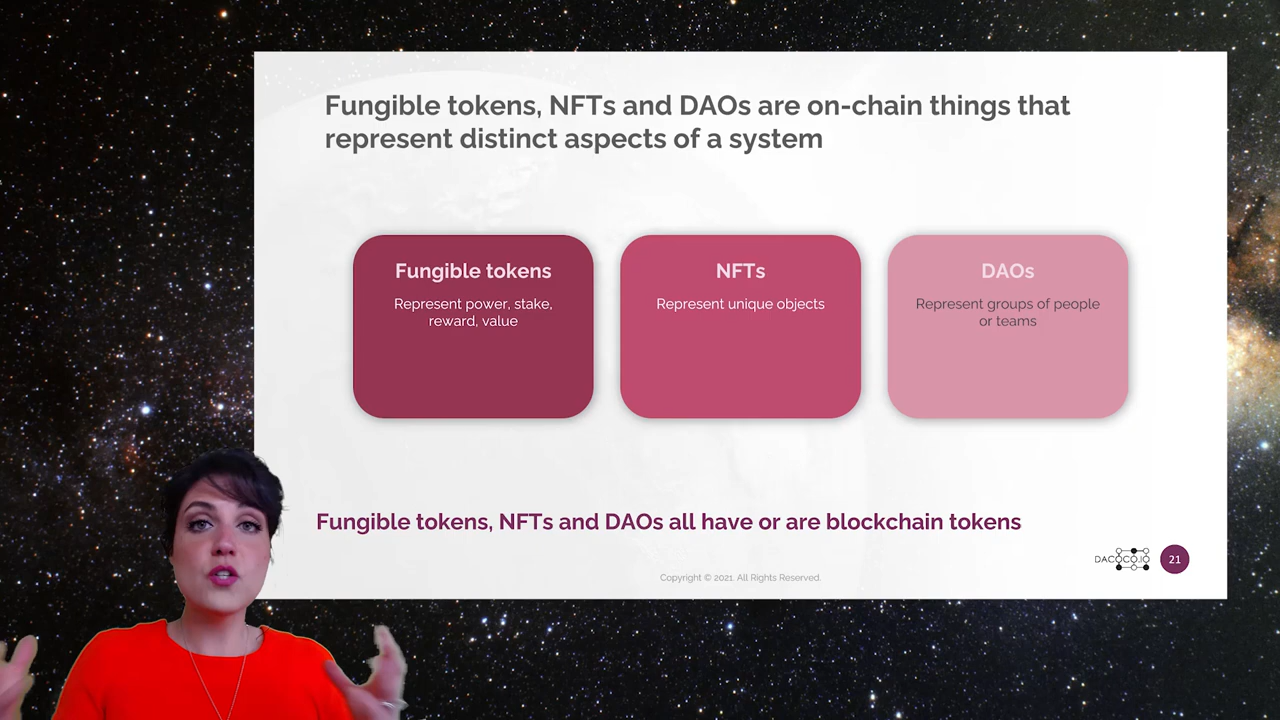 Fungible tokens, NFTs and DAOs are on-chain things that
represent distinct aspects of a system
Fungible tokens
Represent power, stake,
reward, value
NFTs
Represent unique objects
DAOs
Represent groups of people
or teams
Fungible tokens, NFTs and DAOs all have or are blockchain tokens
DACOCO.IO
21
Copyright © 2021. All Rights Reserved.